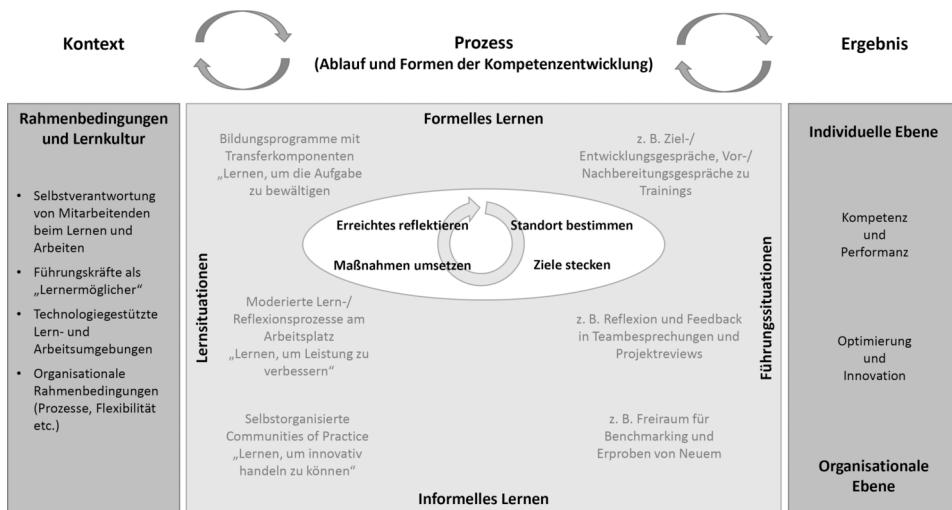 Kontext
Prozess
(Ablauf und Formen der Kompetenzentwicklung)
Ergebnis
Rahmenbedingungen
und Lernkultur
• Selbstverantwortung
von Mitarbeitenden
beim Lernen und
Arbeiten
• Führungskräfte als
„Lernermöglicher“
• Technologiegestützte
Lern- und
Arbeitsumgebungen
• Organisationale
Rahmenbedingungen
(Prozesse, Flexibilität
etc.)
Formelles Lernen
Bildungsprogramme mit
Transferkomponenten
„Lernen, um die Aufgabe
zu bewältigen
z. B. Ziel-/
Entwicklungsgespräche, Vor-/
Nachbereitungsgespräche zu
Trainings
Erreichtes reflektieren
Standort bestimmen
Maßnahmen umsetzen
Ziele stecken
Lernsituationen
Führungssituationen
Moderierte Lern-/
Reflexionsprozesse am
Arbeitsplatz
„Lernen, um Leistung zu
verbessern“
z. B. Reflexion und Feedback
in Teambesprechungen und
Projektreviews
Selbstorganisierte
Communities of Practice
„Lernen, um innovativ
handeln zu können“
z. B. Freiraum für
Benchmarking und
Erproben von Neuem
Informelles Lernen
Individuelle Ebene
Kompetenz
und
Performanz
Optimierung
und
Innovation
Organisationale
Ebene